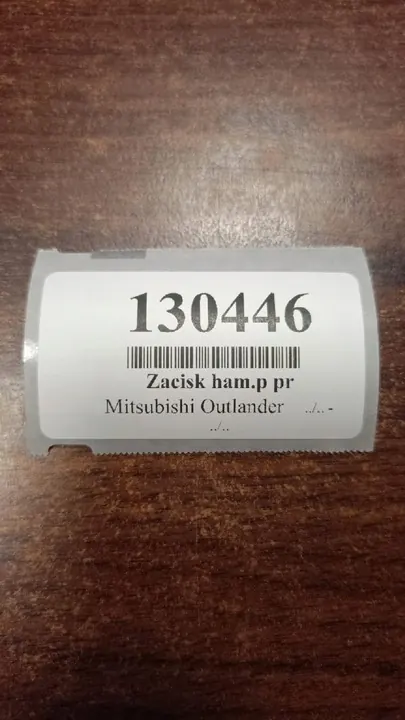 130446
Zacisk ham.p pr
Mitsubishi Outlander ../.. -
../..